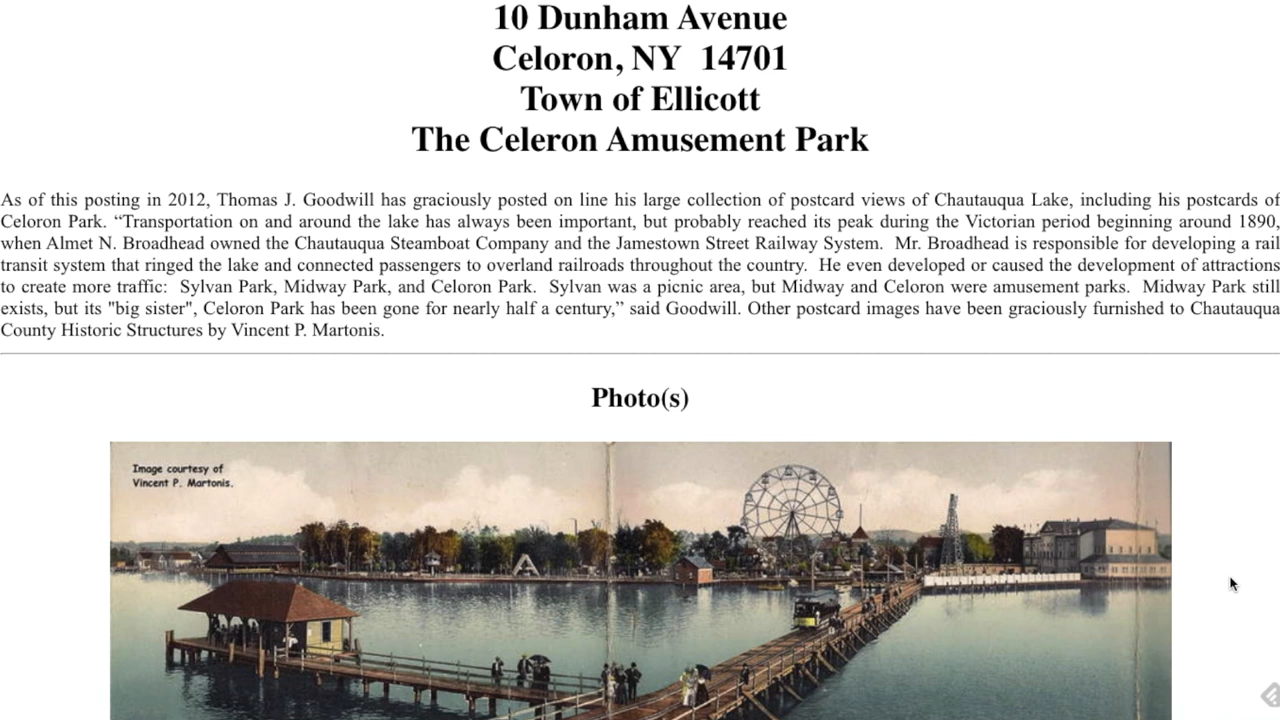 10 Dunham Avenue
Celoron, NY  14701
Town of Ellicott
The Celeron Amusement Park
As of this posting in 2012, Thomas J. Goodwill has graciously posted on line his large collection of postcard views of Chautauqua Lake, including his postcards of
Celoron Park. “Transportation on and around the lake has always been important, but probably reached its peak during the Victorian period beginning around 1890,
when Almet N. Broadhead owned the Chautauqua Steamboat Company and the Jamestown Street Railway System.  Mr. Broadhead is responsible for developing a rail
transit system that ringed the lake and connected passengers to overland railroads throughout the country.  He even developed or caused the development of attractions
to create more traffic:  Sylvan Park, Midway Park, and Celoron Park.  Sylvan was a picnic area, but Midway and Celoron were amusement parks.  Midway Park still
exists, but its "big sister", Celoron Park has been gone for nearly half a century,” said Goodwill. Other postcard images have been graciously furnished to Chautauqua
County Historic Structures by Vincent P. Martonis.
Photo(s)
Image courtesy of
Vincent P. Martonis.